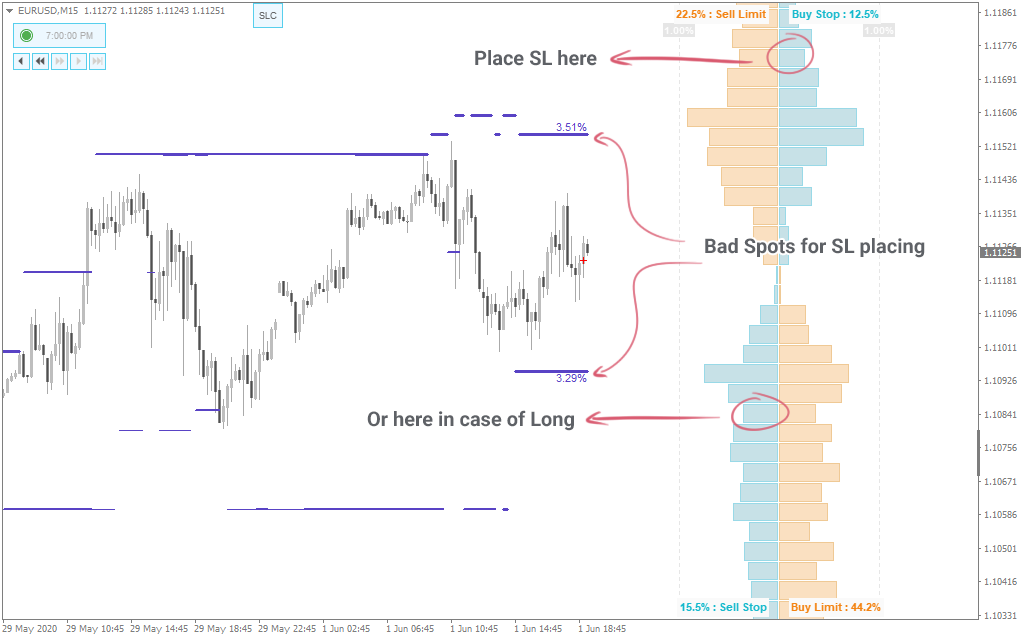 EURUSD,M15 1.11272 1.11285 1.11243 1.11251
SLC
7:00:00 PM
22.5% : Sell Limit
Buy Stop : 12.5%
1.00%
1.00%
Place SL here
3.51%
Bad Spots for SL placing
3.29%
Or here in case of Long
15.5% : Sell Stop
Buy Limit : 44.2%
1.11861
1.11776
1.11691
1.11606
1.11521
1.11436
1.11351
1.11266
1.11251
1.11181
1.11096
1.11011
1.10926
1.10841
1.10756
1.10671
1.10586
1.10501
1.10416
1.10331
29 May 2020
29 May 10:45
29 May 14:45
29 May 18:45
29 May 22:45
1 Jun 02:45
1 Jun 06:45
1 Jun 10:45
1 Jun 14:45
1 Jun 18:45